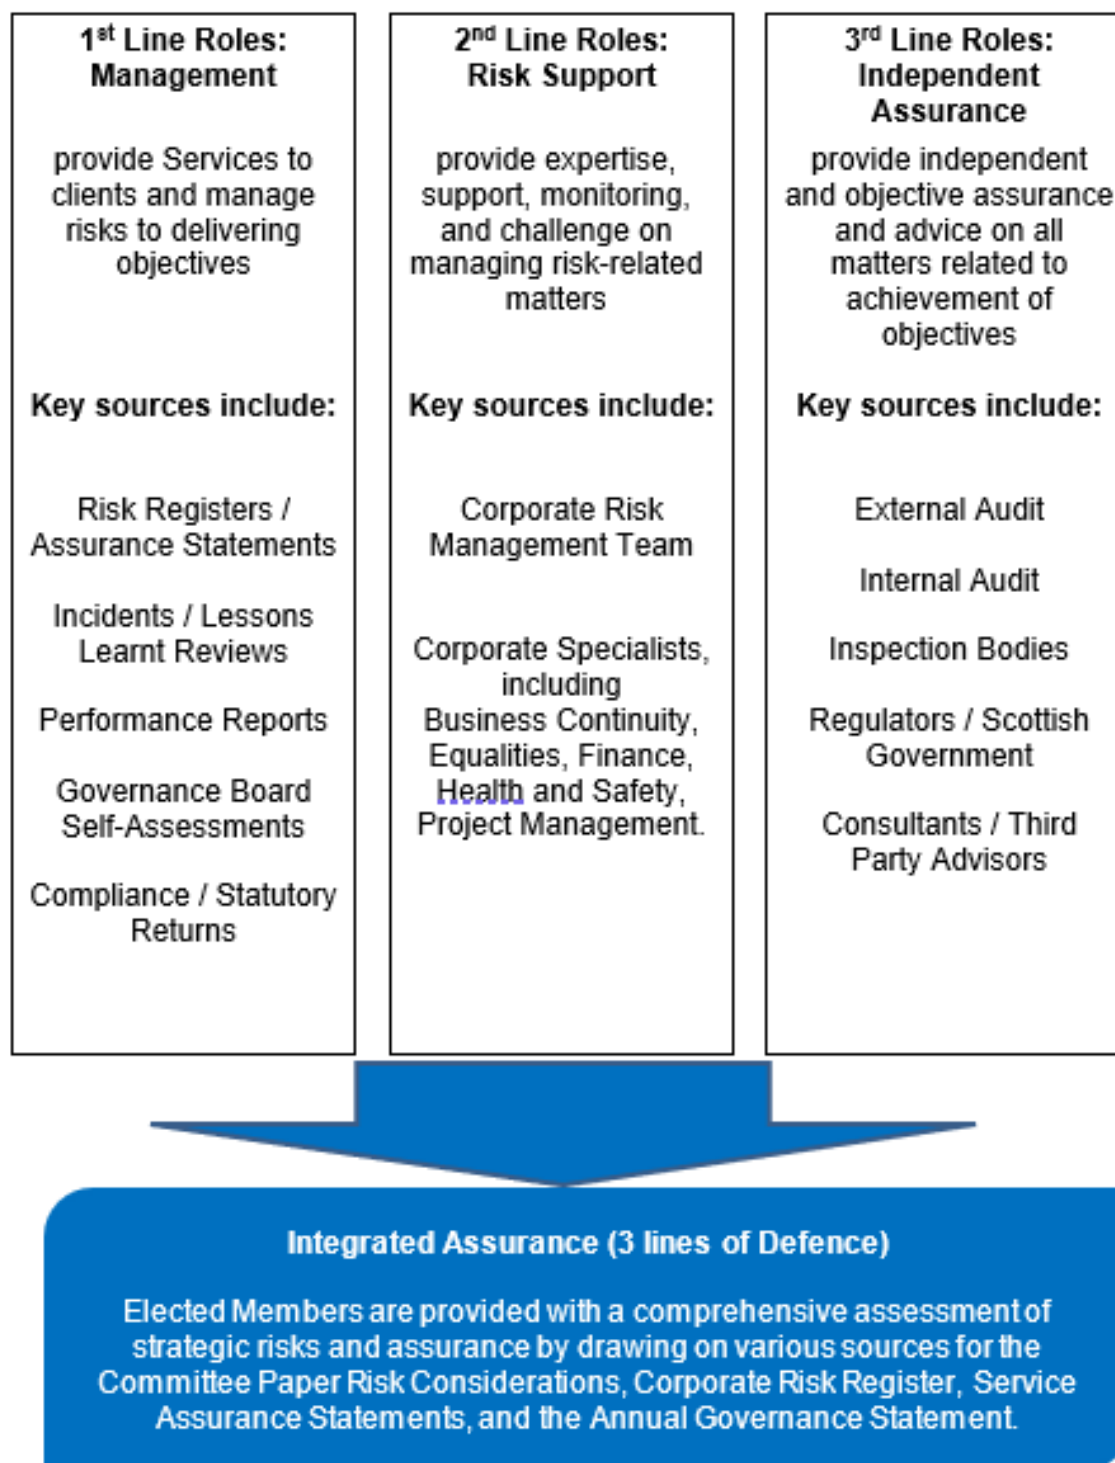 1st Line Roles:
Management
provide Services to
clients and manage
risks to delivering
objectives
Key sources include:
Risk Registers /
Assurance Statements
Incidents / Lessons
Learnt Reviews
Performance Reports
Governance Board
Self-Assessments
Compliance / Statutory
Returns
2nd Line Roles:
Risk Support
provide expertise,
support, monitoring,
and challenge on
managing risk-related
matters
Key sources include:
Corporate Risk
Management Team
Corporate Specialists,
including
Business Continuity,
Equalities, Finance,
Health and Safety,
Project Management.
3rd Line Roles:
Independent
Assurance
provide independent
and objective assurance
and advice on all
matters related to
achievement of
objectives
Key sources include:
External Audit
Internal Audit
Inspection Bodies
Regulators / Scottish
Government
Consultants / Third
Party Advisors
Integrated Assurance (3 lines of Defence)
Elected Members are provided with a comprehensive assessment of
strategic risks and assurance by drawing on various sources for the
Committee Paper Risk Considerations, Corporate Risk Register, Service
Assurance Statements, and the Annual Governance Statement.